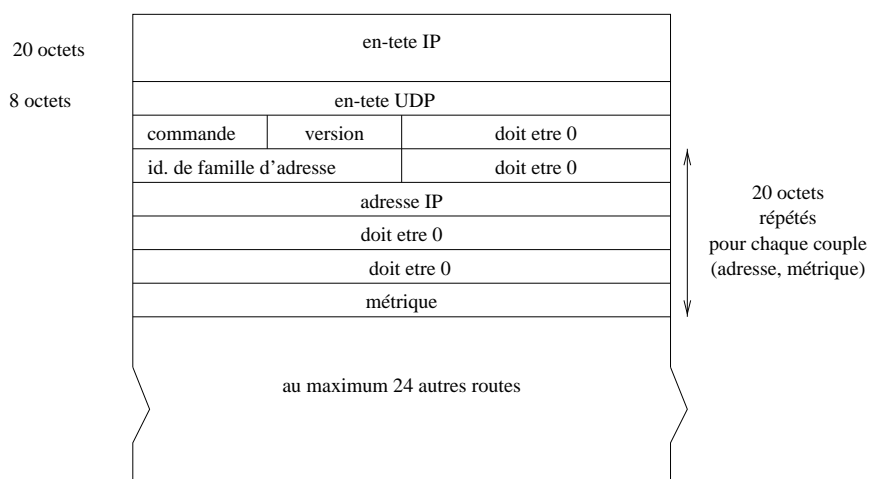 en-tete IP
20 octets
8 octets
en-tete UDP
commande version doit etre 0
id. de famille d'adresse doit etre 0
adresse IP
doit etre 0
doit etre 0
métrique
20 octets
répétés
pour chaque couple
(adresse, métrique)
au maximum 24 autres routes